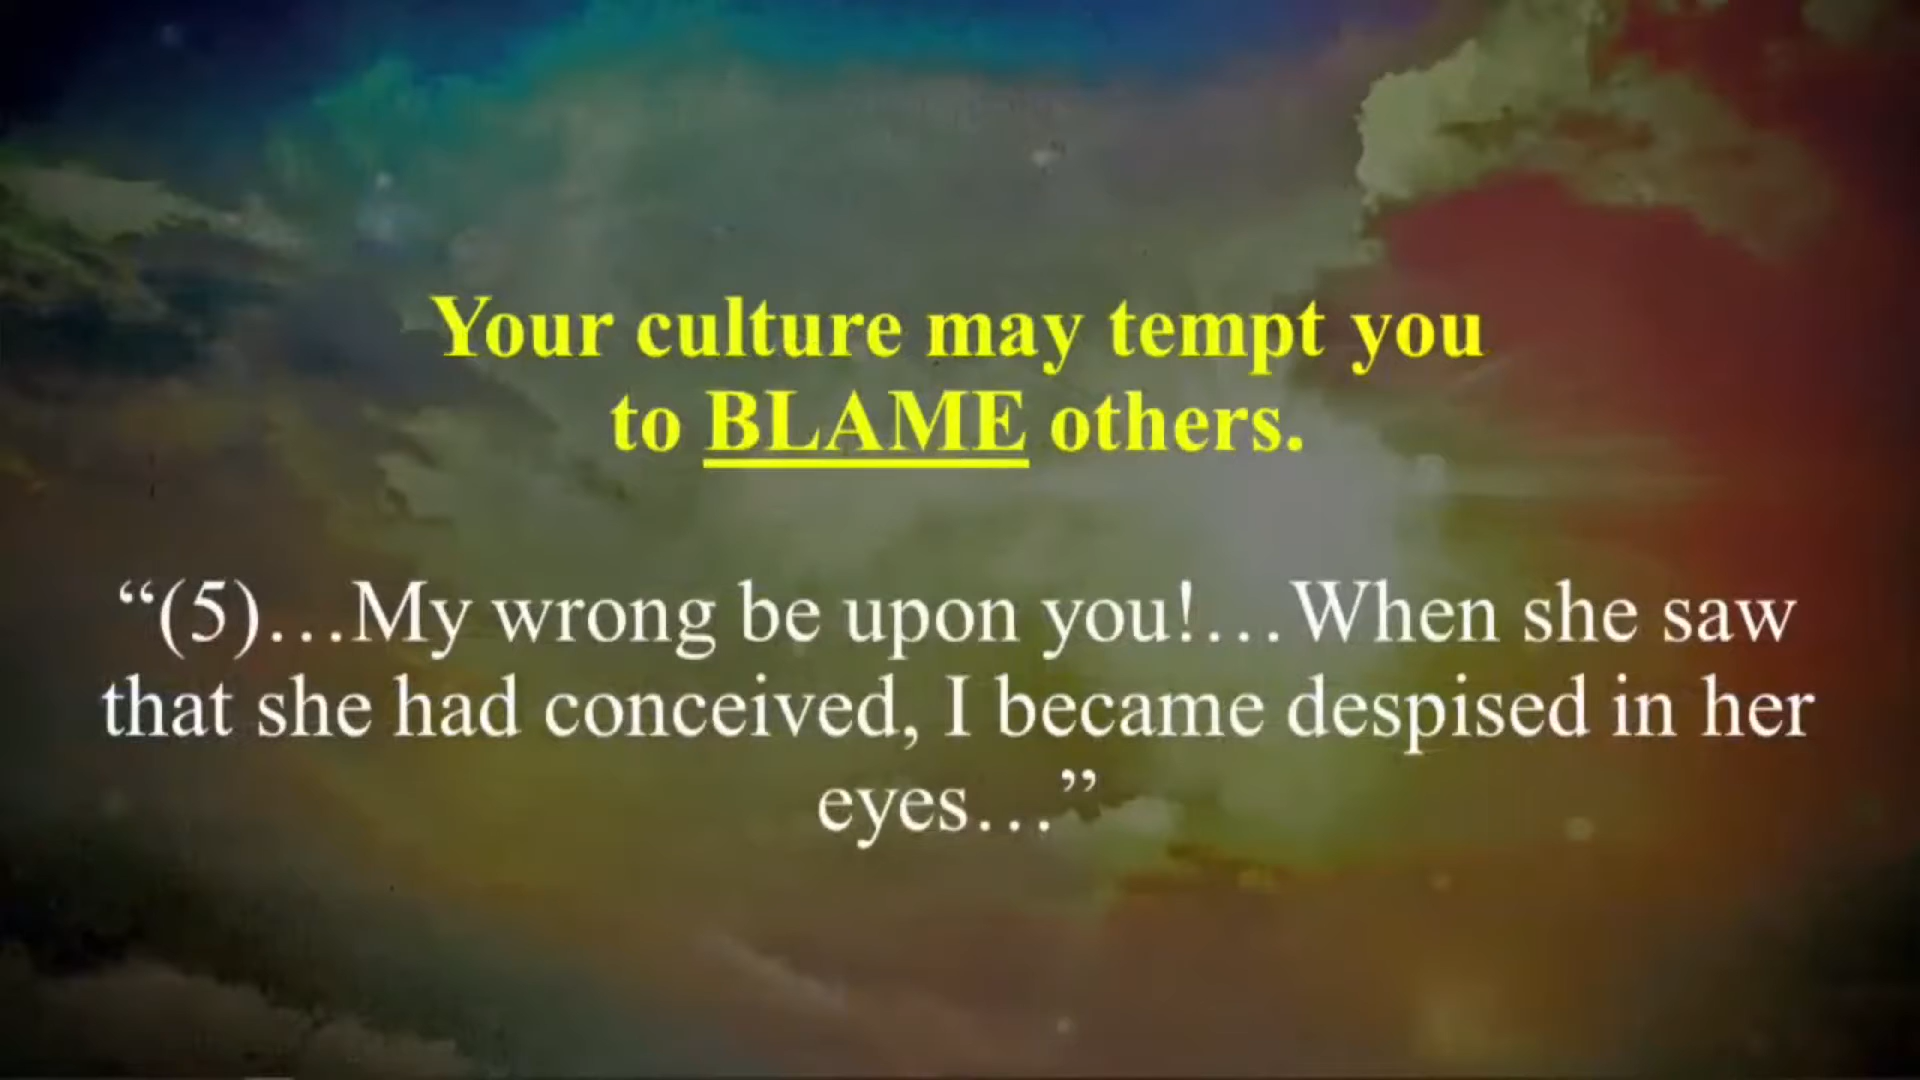 Your culture may tempt you
to BLAME others.
“(5)…My wrong be upon you!…When she saw
that she had conceived, I became despised in her
eyes…”